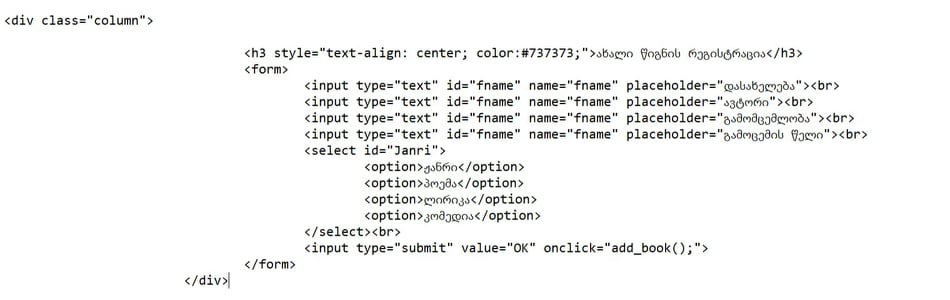 <div class="column">
<h3 style="text-align: center; color:#737373;">ახალი წიგნის რეგისტრაცია</h3>
<form>
<input type="text" id="fname" name="fname" placeholder="დასახელება"><br>
<input type="text" id="fname" name="fname" placeholder="ავტორი"><br>
<input type="text" id="fname" name="fname" placeholder="გამომცემლობა"><br>
<input type="text" id="fname" name="fname" placeholder="გამოცემის წელი"><br>
<select id="Janri">
<option>ჟანრი</option>
<option>პოემა</option>
<option>ლირიკა</option>
<option>კომედია</option>
</select><br>
<input type="submit" value="OK" onclick="add_book();">
</form>
</div>